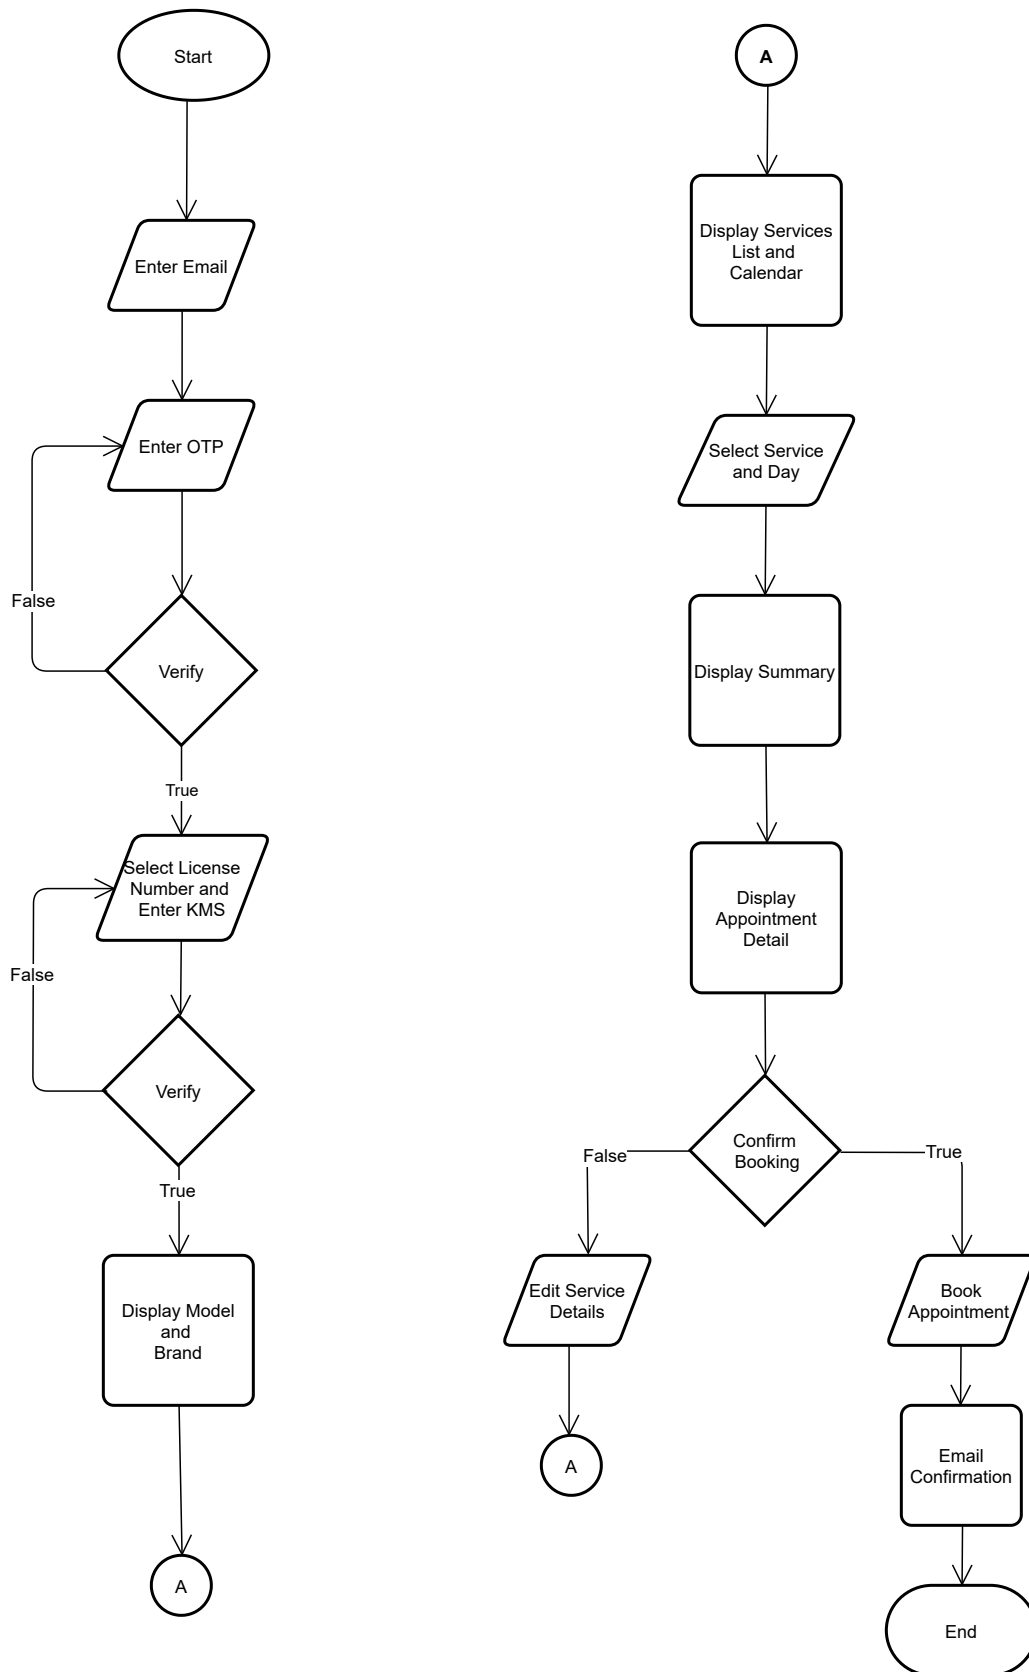 Start
Enter Email
Enter OTP
False
Verify
True
Select License
Number and
Enter KMS
False
Verify
True
Display Model
and
Brand
A
A
Display Services
List and
Calendar
Select Service
and Day
Display Summary
Display
Appointment
Detail
Confirm
Booking
False
True
Edit Service
Details
A
Book
Appointment
Email
Confirmation
End